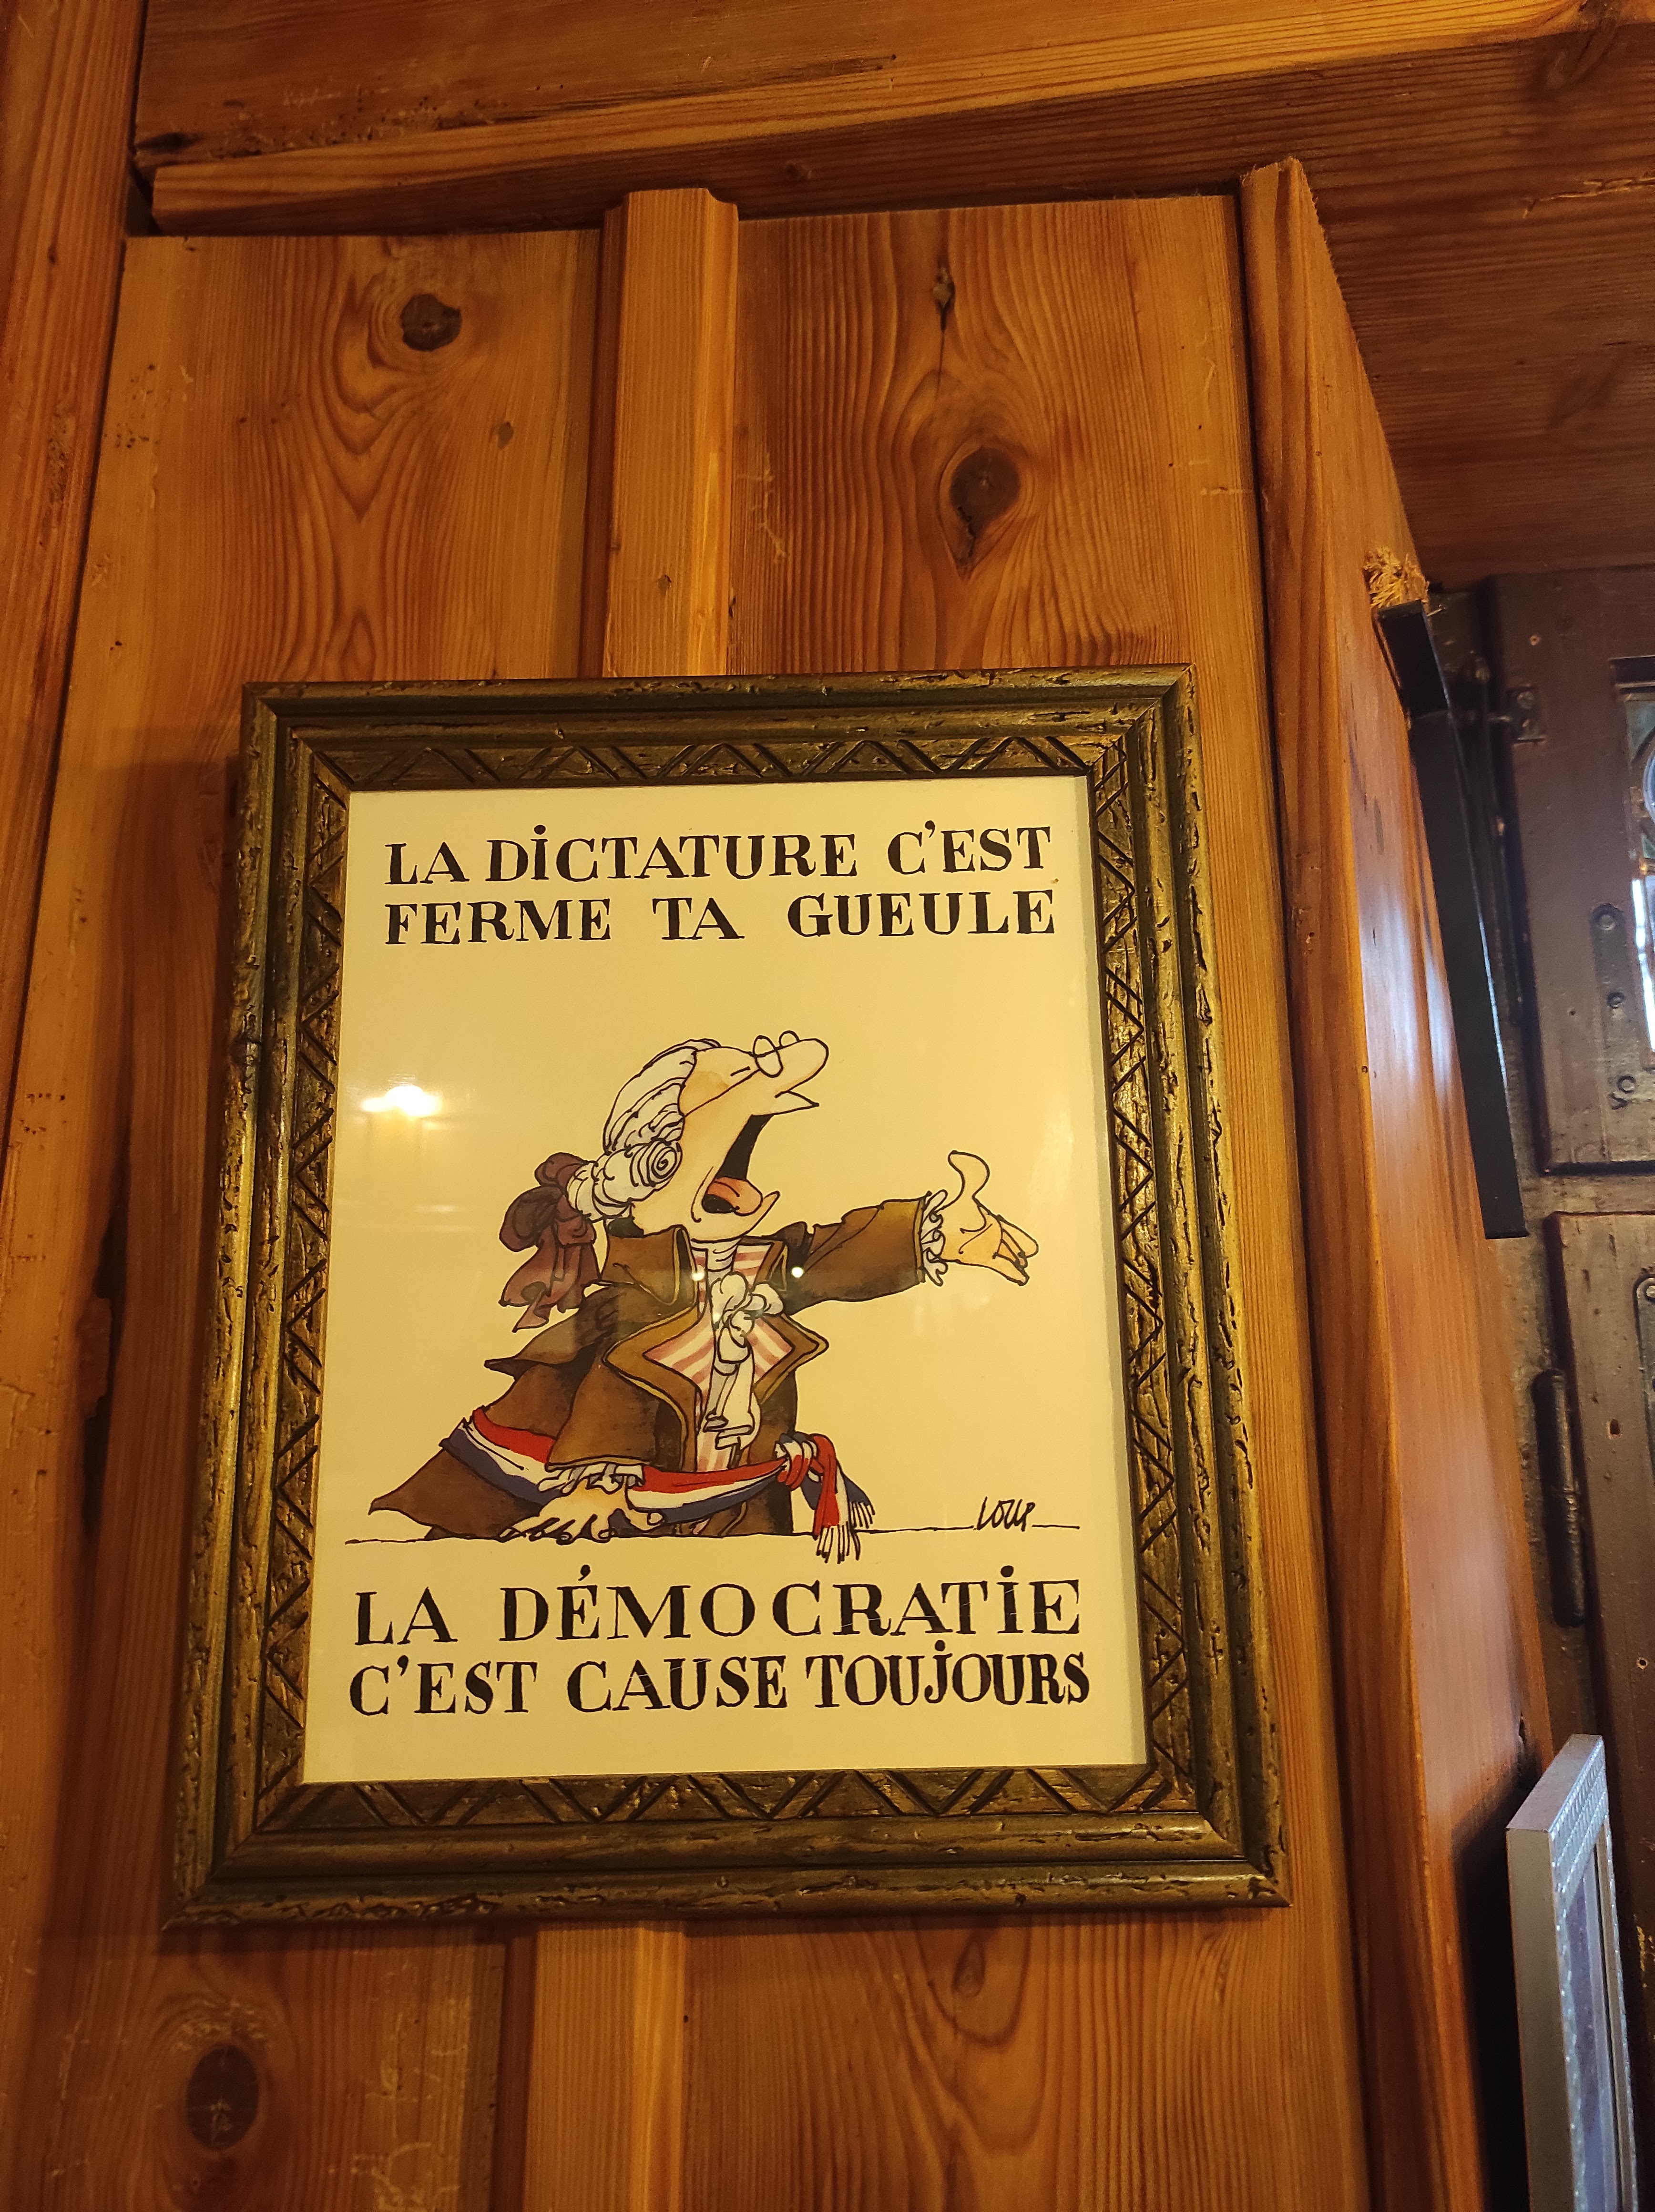 LA DiCTATURE C'EST
FERME TA GUEULE
LOUP
LA DÉMOCRATiE
C'EST CAUSE TOUjOURS